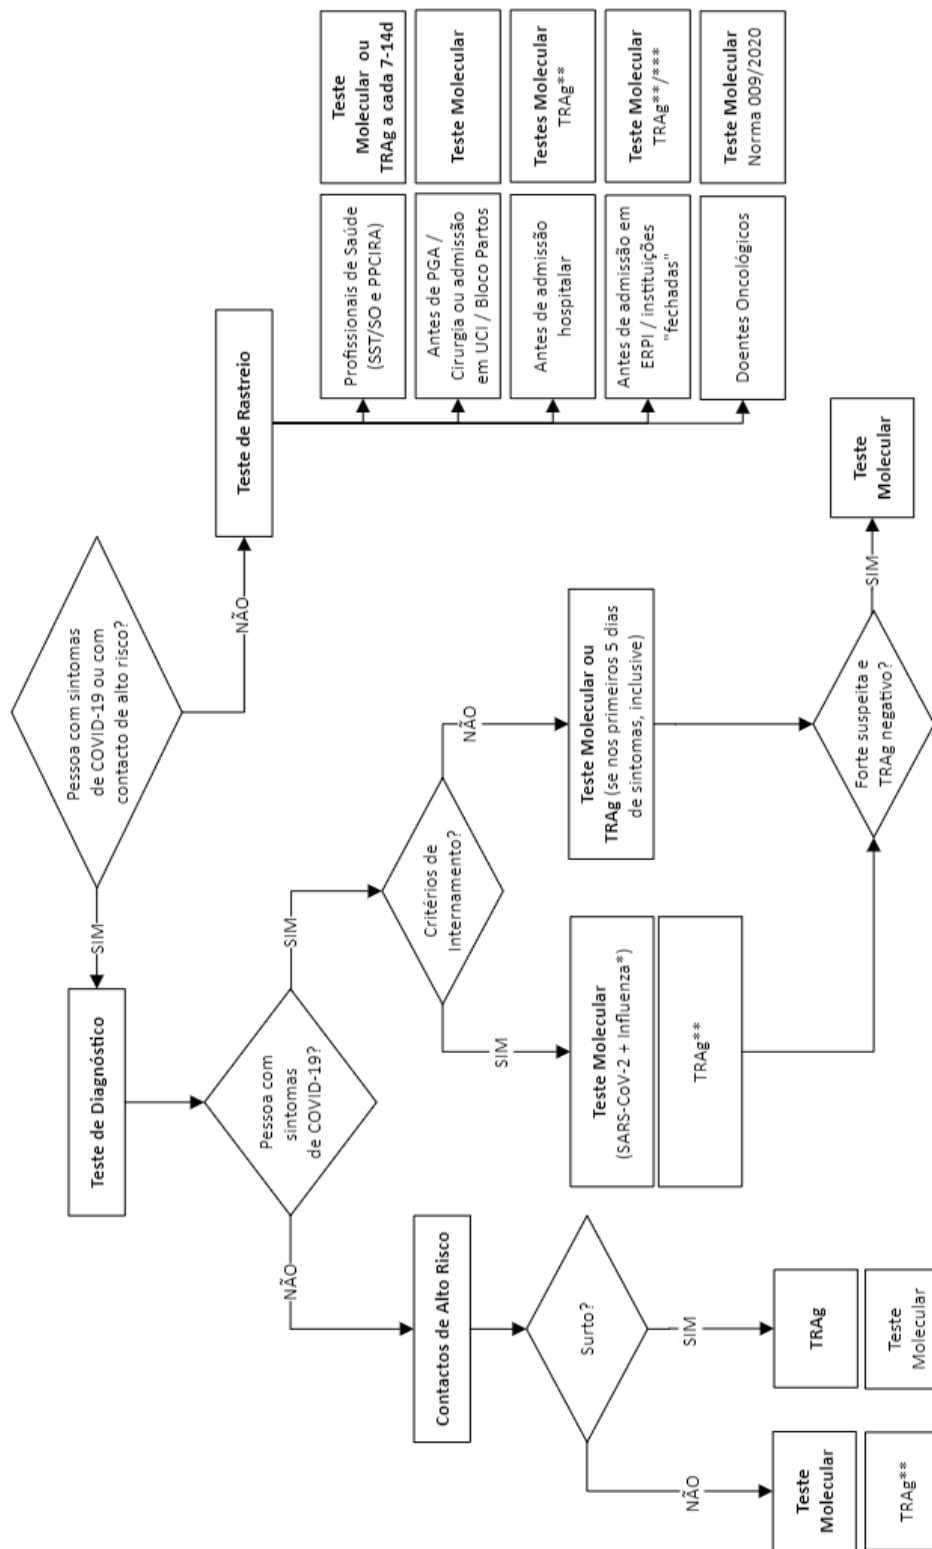 Pessoa com sintomas
de COVID-19 ou com
contacto de alto risco?
SIM
NÃO
Teste de Diagnóstico
Teste de Rastreio
Pessoa com
sintomas
de COVID-19?
NÃO
SIM
Contactos de Alto Risco
Critérios de
Internamento?
SIM
NÃO
Surto?
NÃO
SIM
Teste
Molecular
TRAg**
TRAg
Teste
Molecular
Teste Molecular
(SARS-CoV-2 + Influenza*)
TRAg**
Teste Molecular ou
TRAg (se nos primeiros 5 dias
de sintomas, inclusive)
Forte suspeita e
TRAg negativo?
SIM
Teste
Molecular
Profissionais de Saúde
(SST/SO e PPCIRA)
Teste
Molecular ou
TRAg a cada 7-14d
Antes de PGA /
Cirurgia ou admissão
em UCI / Bloco Partos
Teste Molecular
Antes de admissão
hospitalar
Testes Molecular
TRAg**
Antes de admissão em
ERPI / instituições
"fechadas"
Teste Molecular
TRAg**/***
Doentes Oncológicos
Teste Molecular
Norma 009/2020